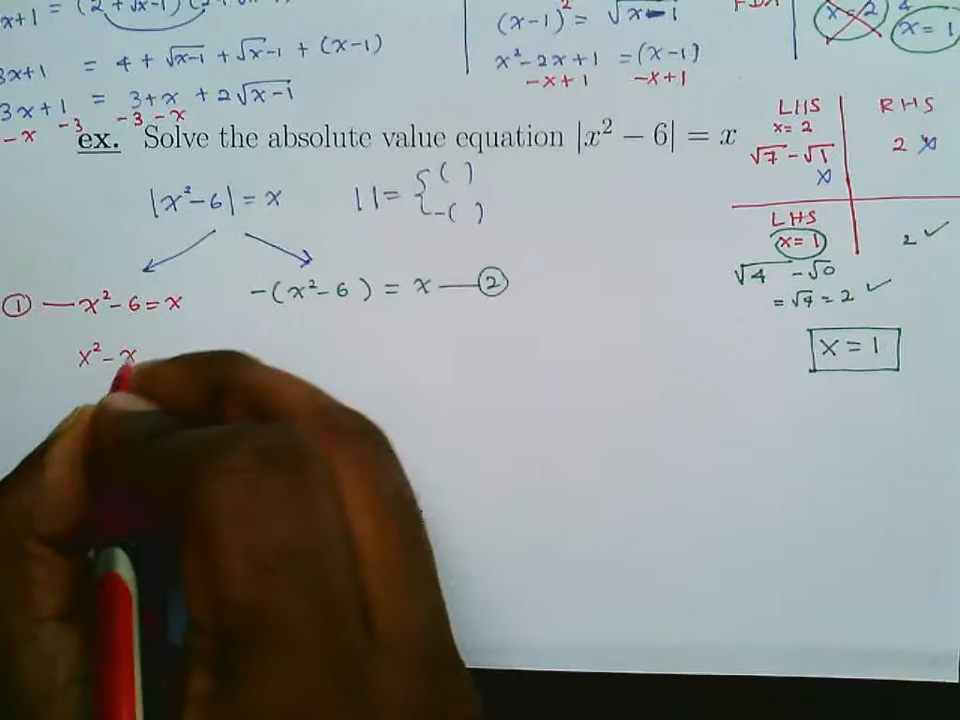 x+1 = (2 + √x-1)(2
3x+1 = 4 + √x-1 + √x-1 + (x-1)
3x+1 = 3+x + 2√x-1
-x -3 -3 -x
(x-1)² = √x-1
x²-2x+1 = (x-1)
-x+1 -x+1
x=2
x=1
ex. Solve the absolute value equation |x² − 6| = x
|x²-6| = x
| | = { ( )
-( )
① — x²-6=x
-(x²-6) = x — ②
x²-x
LHS RHS
x=2
√7-√1 2
LHS
x=1 2 ✓
√4 -√0
=√4=2 ✓
x=1